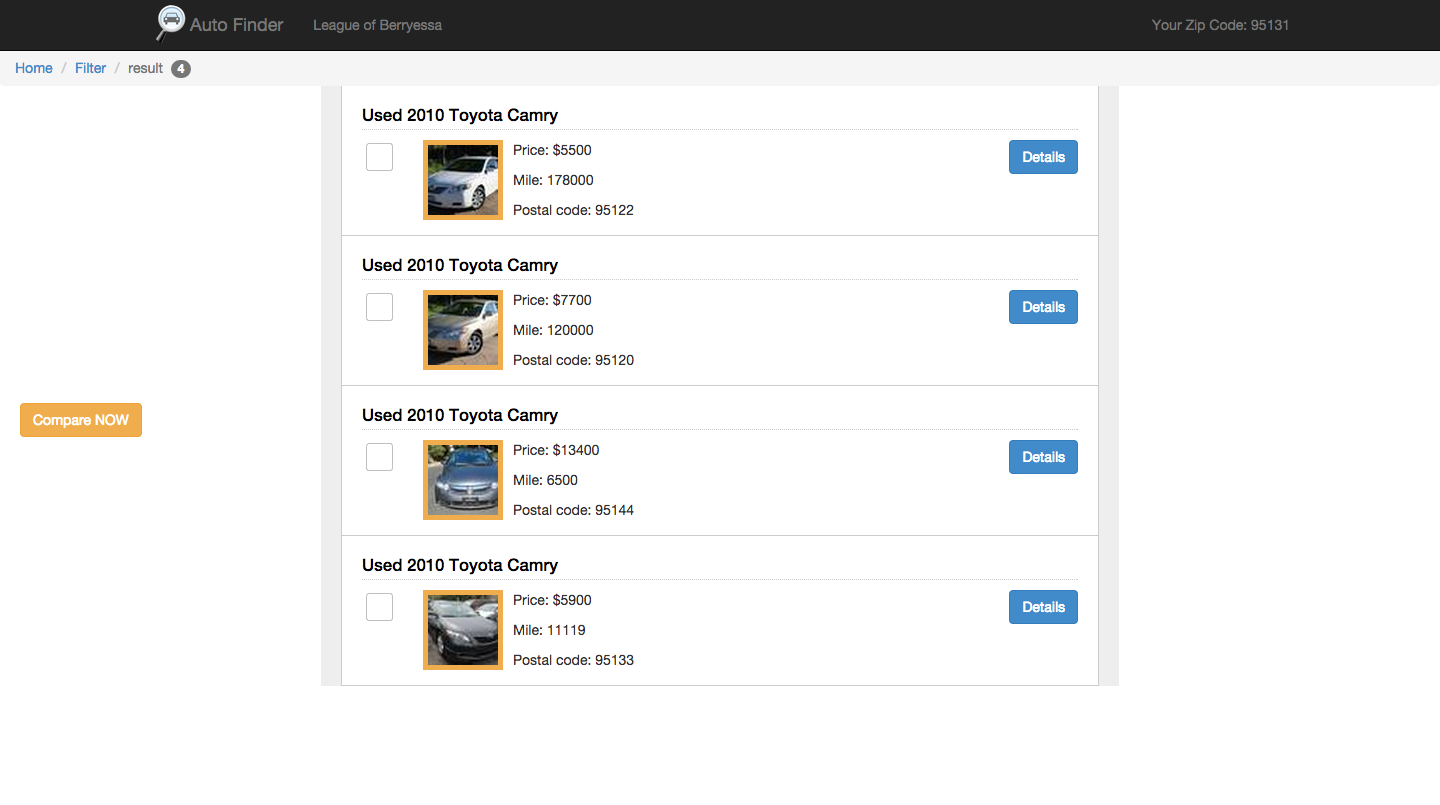 Auto Finder League of Berryessa Your Zip Code: 95131
Home / Filter / result 4
Used 2010 Toyota Camry
Price: $5500 Details
Mile: 178000
Postal code: 95122
Used 2010 Toyota Camry
Price: $7700 Details
Mile: 120000
Postal code: 95120
Compare NOW
Used 2010 Toyota Camry
Price: $13400 Details
Mile: 6500
Postal code: 95144
Used 2010 Toyota Camry
Price: $5900 Details
Mile: 11119
Postal code: 95133